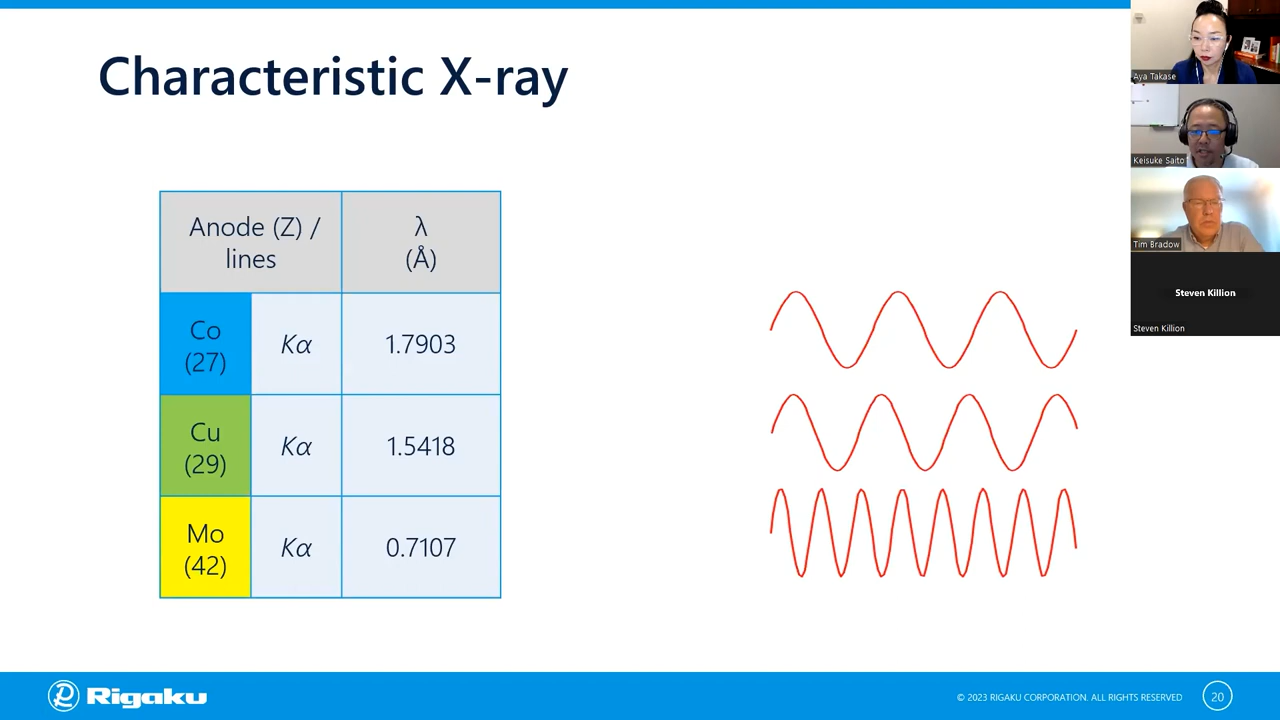 Characteristic X-ray
Anode (Z) /
lines
λ
(Å)
Co
(27)
Kα
1.7903
Cu
(29)
Kα
1.5418
Mo
(42)
Kα
0.7107
Aya Takase
Keisuke Saito
Tim Bradow
Steven Killion
Steven Killion
Rigaku
© 2023 RIGAKU CORPORATION. ALL RIGHTS RESERVED
20